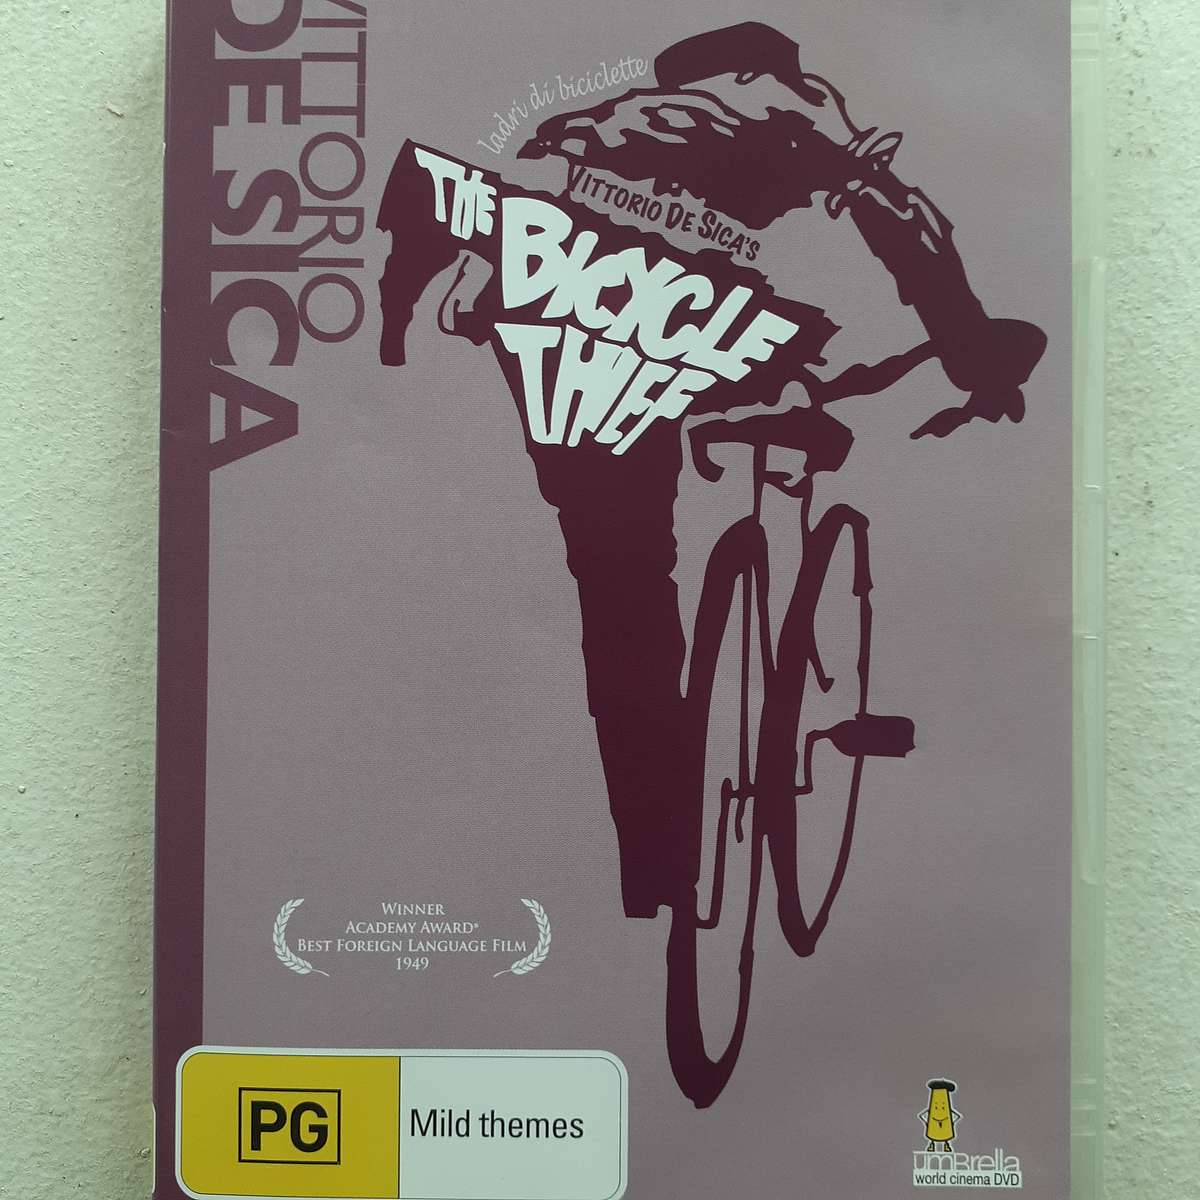 VITTORIO
DE SICA
ladri di biciclette
VITTORIO DE SICA'S
THE
BICYCLE
THIEF
WINNER
ACADEMY AWARD®
BEST FOREIGN LANGUAGE FILM
1949
PG
Mild themes
umBrella
world cinema DVD